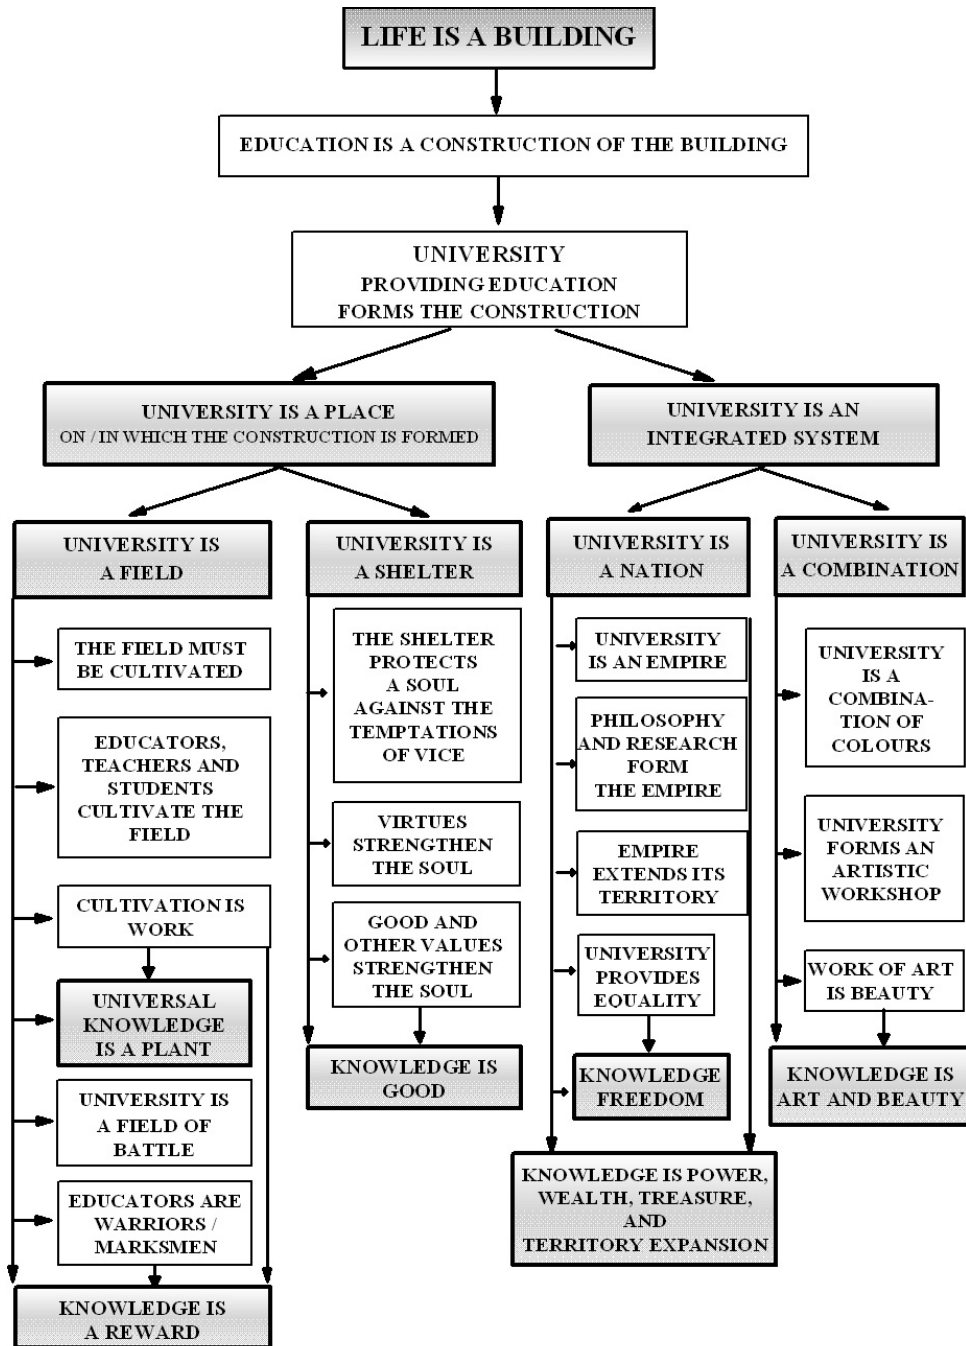 LIFE IS A BUILDING
EDUCATION IS A CONSTRUCTION OF THE BUILDING
UNIVERSITY
PROVIDING EDUCATION
FORMS THE CONSTRUCTION
UNIVERSITY IS A PLACE
ON / IN WHICH THE CONSTRUCTION IS FORMED
UNIVERSITY IS AN
INTEGRATED SYSTEM
UNIVERSITY IS
A FIELD
THE FIELD MUST
BE CULTIVATED
EDUCATORS,
TEACHERS AND
STUDENTS
CULTIVATE THE
FIELD
CULTIVATION IS
WORK
UNIVERSAL
KNOWLEDGE
IS A PLANT
UNIVERSITY IS
A FIELD OF
BATTLE
EDUCATORS ARE
WARRIORS /
MARKSMEN
KNOWLEDGE IS
A REWARD
UNIVERSITY IS
A SHELTER
THE SHELTER
PROTECTS
A SOUL
AGAINST THE
TEMPTATIONS
OF VICE
VIRTUES
STRENGTHEN
THE SOUL
GOOD AND
OTHER VALUES
STRENGTHEN
THE SOUL
KNOWLEDGE IS
GOOD
UNIVERSITY IS
A NATION
UNIVERSITY
IS AN EMPIRE
PHILOSOPHY
AND RESEARCH
FORM
THE EMPIRE
EMPIRE
EXTENDS ITS
TERRITORY
UNIVERSITY
PROVIDES
EQUALITY
KNOWLEDGE
FREEDOM
KNOWLEDGE IS POWER,
WEALTH, TREASURE,
AND
TERRITORY EXPANSION
UNIVERSITY IS
A COMBINATION
UNIVERSITY
IS A
COMBINA-
TION OF
COLOURS
UNIVERSITY
FORMS AN
ARTISTIC
WORKSHOP
WORK OF ART
IS BEAUTY
KNOWLEDGE IS
ART AND BEAUTY